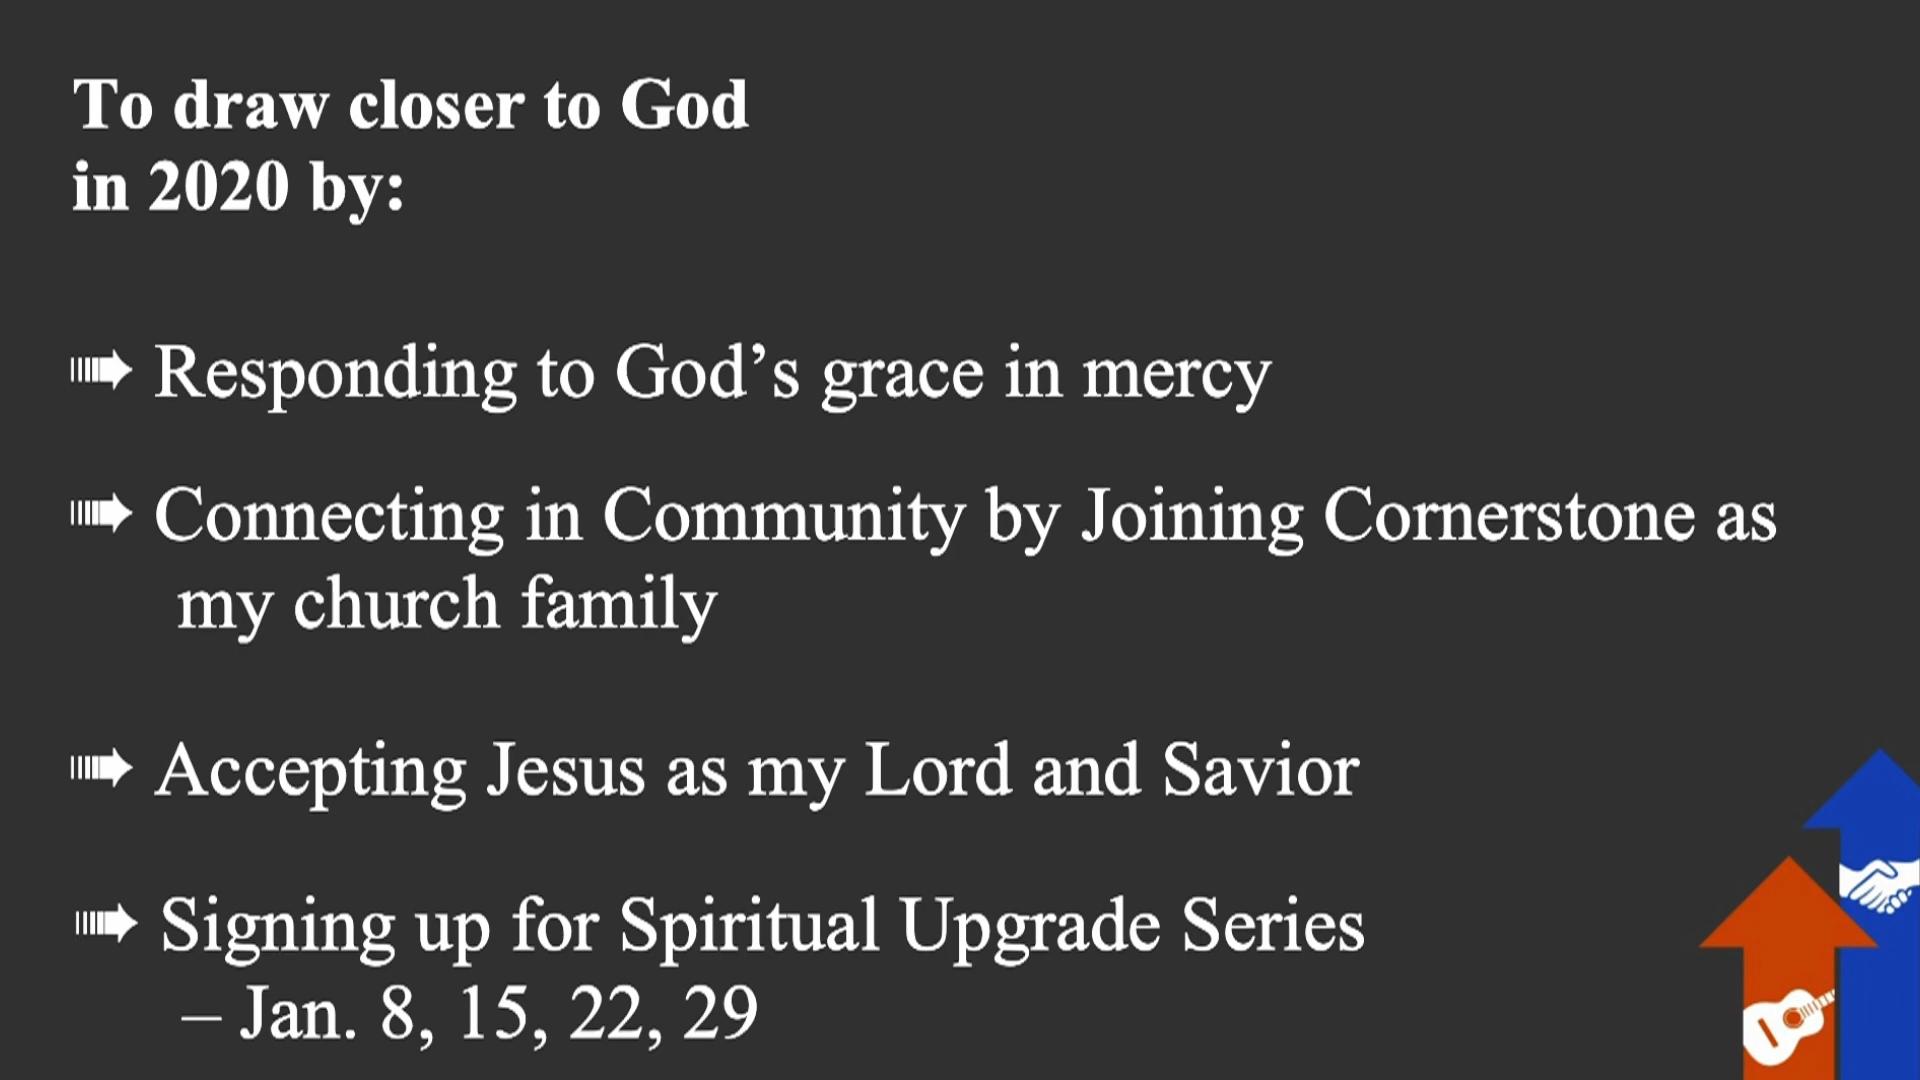 To draw closer to God
in 2020 by:
➠ Responding to God’s grace in mercy
➠ Connecting in Community by Joining Cornerstone as
my church family
➠ Accepting Jesus as my Lord and Savior
➠ Signing up for Spiritual Upgrade Series
– Jan. 8, 15, 22, 29